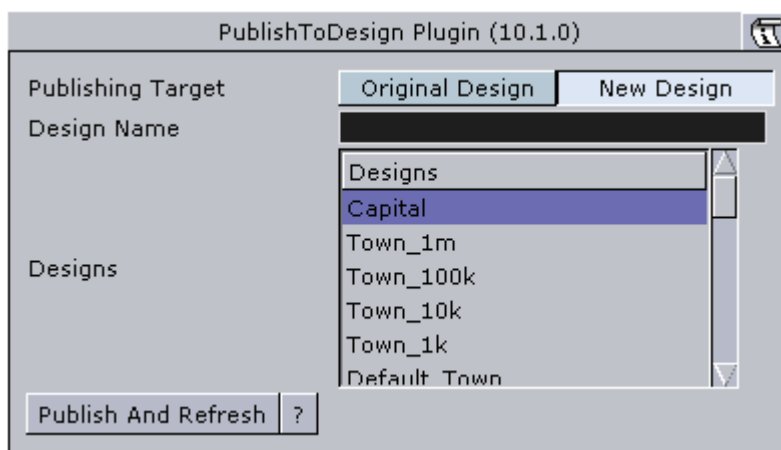 PublishToDesign Plugin (10.1.0)
Publishing Target Original Design New Design
Design Name
Designs
Capital
Town_1m
Town_100k
Designs
Town_10k
Town_1k
Default_Town
Publish And Refresh ?